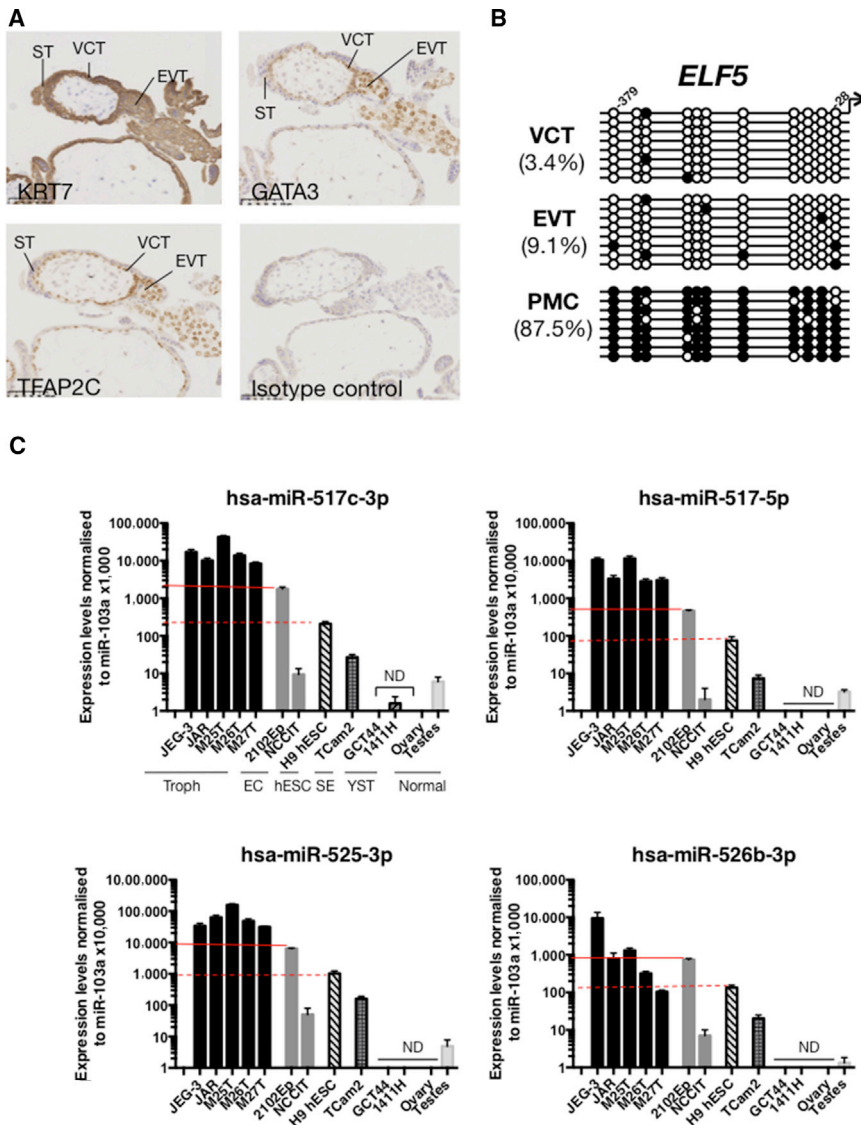 A
ST
VCT
EVT
KRT7
VCT
EVT
ST
GATA3
ST
VCT
EVT
TFAP2C
Isotype control
B
ELF5
-379
-28
VCT
(3.4%)
EVT
(9.1%)
PMC
(87.5%)
C
hsa-miR-517c-3p
Expression levels normalised
to miR-103a x1,000
100.000
10.000
1.000
100
10
1
ND
JEG-3
JAR
M25T
M26T
M27T
2102Ep
NCCIT
H9 hESC
TCam2
GCT44
1411H
Ovary
Testes
Troph
EC
hESC
SE
YST
Normal
hsa-miR-517-5p
Expression levels normalised
to miR-103a x10,000
100.000
10.000
1.000
100
10
1
ND
JEG-3
JAR
M25T
M26T
M27T
2102Ep
NCCIT
H9 hESC
TCam2
GCT44
1411H
Ovary
Testes
hsa-miR-525-3p
Expression levels normalised
to miR-103a x10,000
10.00.000
100.000
10.000
1.000
100
10
1
ND
JEG-3
JAR
M25T
M26T
M27T
2102Ep
NCCIT
H9 hESC
TCam2
GCT44
1411H
Ovary
Testes
hsa-miR-526b-3p
Expression levels normalised
to miR-103a x1,000
100.000
10.000
1.000
100
10
1
ND
JEG-3
JAR
M25T
M26T
M27T
2102Ep
NCCIT
H9 hESC
TCam2
GCT44
1411H
Ovary
Testes